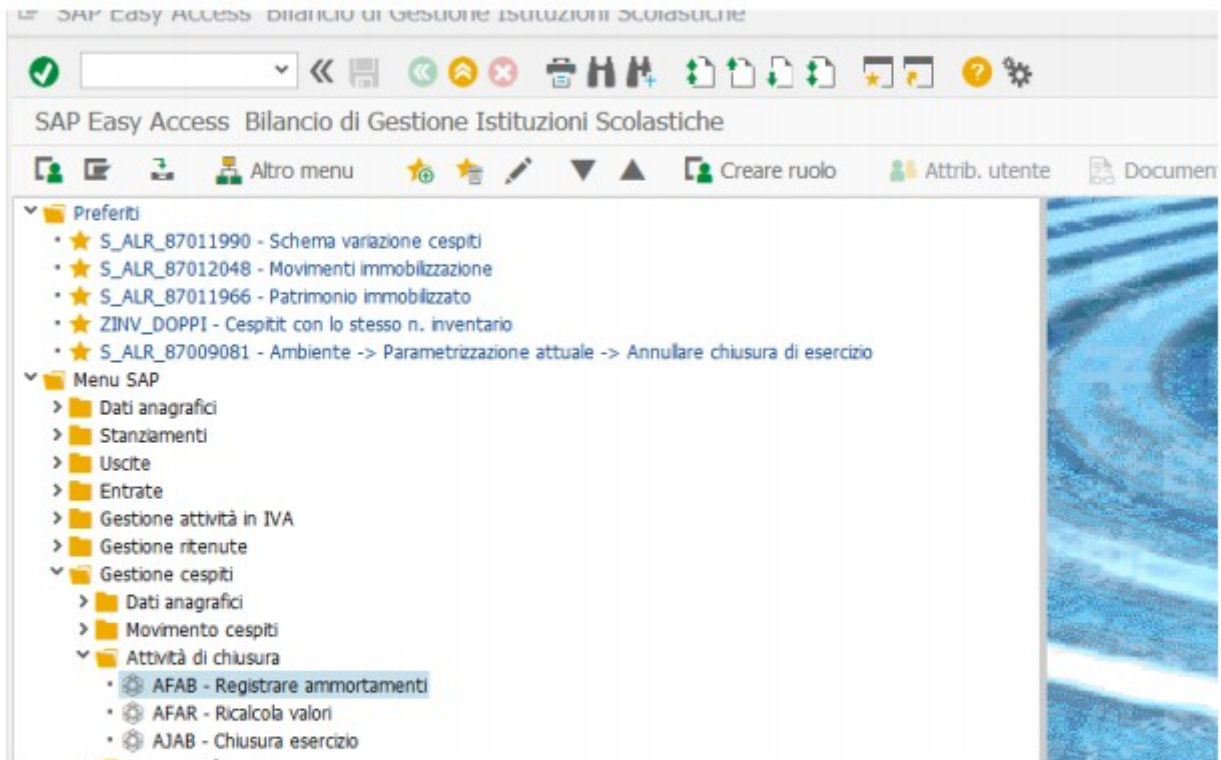 SAP Easy Access Bilancio di Gestione Istituzioni Scolastiche
SAP Easy Access Bilancio di Gestione Istituzioni Scolastiche
Altro menu Creare ruolo Attrib. utente Documen
Preferiti
S_ALR_87011990 - Schema variazione cespiti
S_ALR_87012048 - Movimenti immobilizzazione
S_ALR_87011966 - Patrimonio immobilizzato
ZINV_DOPPI - Cespitit con lo stesso n. inventario
S_ALR_87009081 - Ambiente -> Parametrizzazione attuale -> Annullare chiusura di esercizio
Menu SAP
Dati anagrafici
Stanziamenti
Uscite
Entrate
Gestione attività in IVA
Gestione ritenute
Gestione cespiti
Dati anagrafici
Movimento cespiti
Attività di chiusura
AFAB - Registrare ammortamenti
AFAR - Ricalcola valori
AJAB - Chiusura esercizio